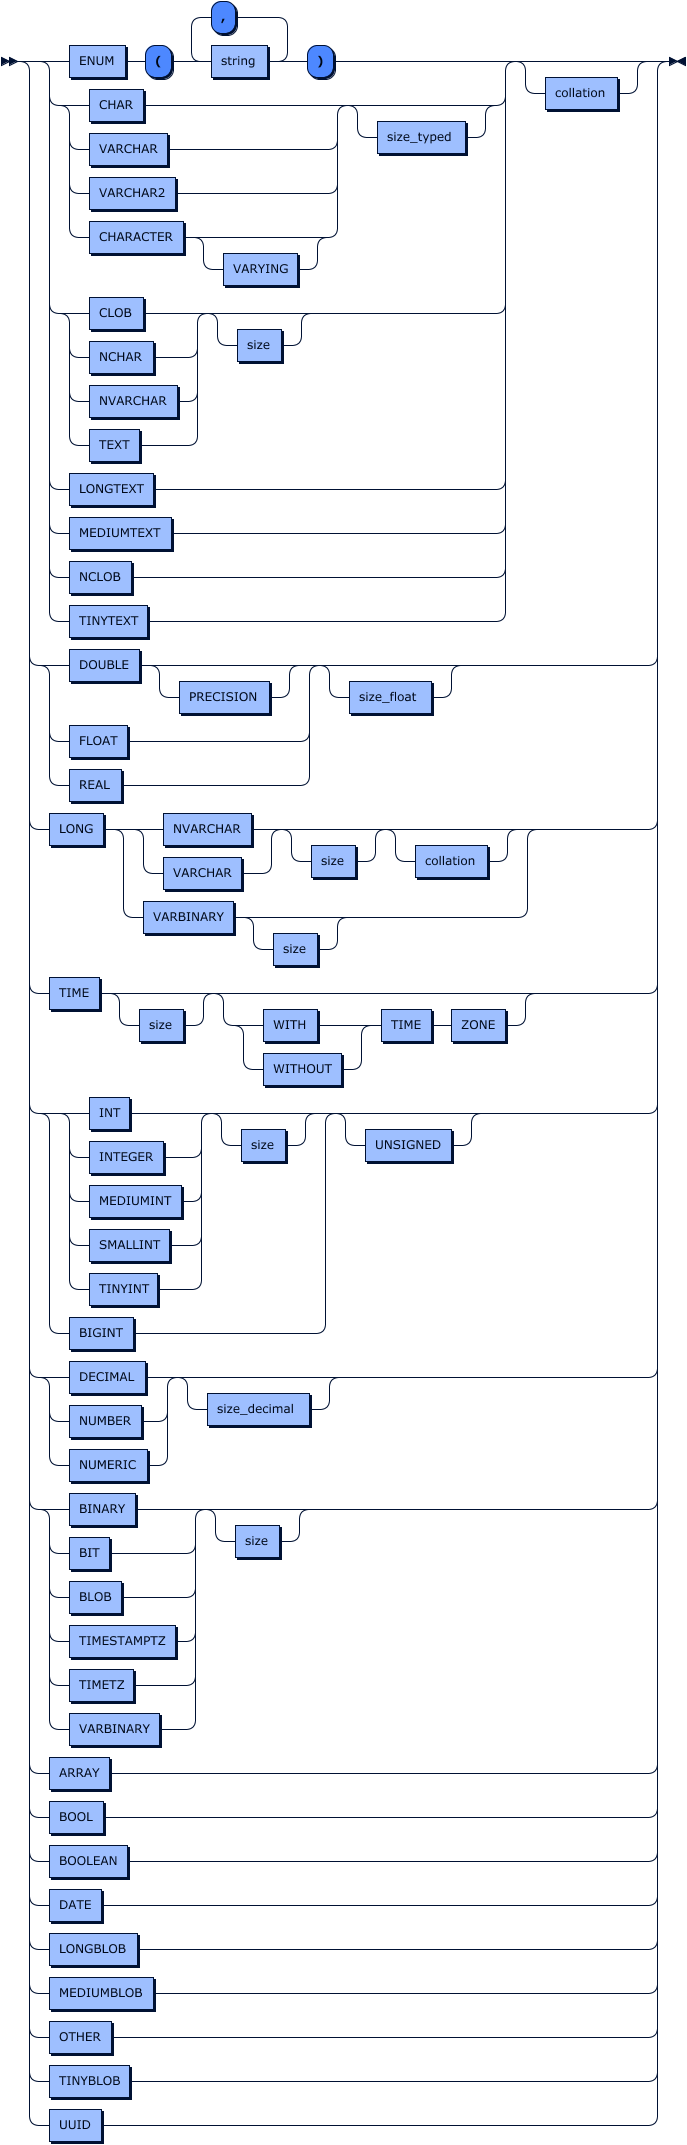 ,
ENUM ( string )
collation
CHAR
size_typed
VARCHAR
VARCHAR2
CHARACTER
VARYING
CLOB
size
NCHAR
NVARCHAR
TEXT
LONGTEXT
MEDIUMTEXT
NCLOB
TINYTEXT
DOUBLE
PRECISION size_float
FLOAT
REAL
LONG NVARCHAR
size collation
VARCHAR
VARBINARY
size
TIME
size WITH TIME ZONE
WITHOUT
INT
size UNSIGNED
INTEGER
MEDIUMINT
SMALLINT
TINYINT
BIGINT
DECIMAL
size_decimal
NUMBER
NUMERIC
BINARY
size
BIT
BLOB
TIMESTAMPTZ
TIMETZ
VARBINARY
ARRAY
BOOL
BOOLEAN
DATE
LONGBLOB
MEDIUMBLOB
OTHER
TINYBLOB
UUID